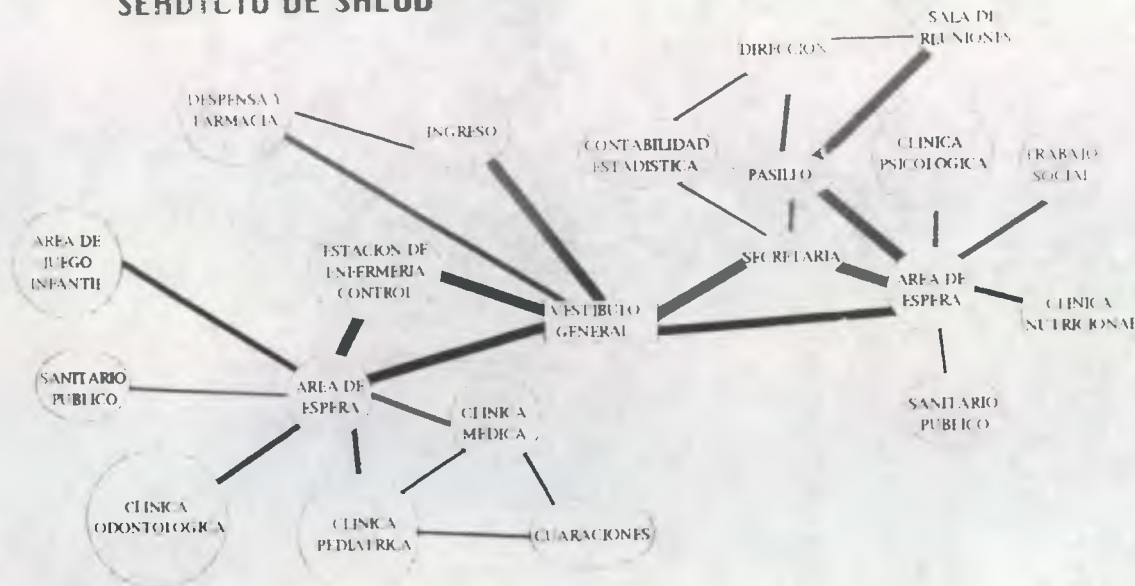 SERVICIO DE SALUD
SALA DE
REUNIONES
DIRECCION
DESPENSA Y
FARMACIA
INGRESO
CONTABILIDAD
ESTADISTICA
PASILLO
CLINICA
PSICOLOGICA
TRABAJO
SOCIAL
AREA DE
JUEGO
INFANTIL
ESTACION DE
ENFERMERIA
CONTROL
SECRETARIA
AREA DE
ESPERA
VESTIBULO
GENERAL
CLINICA
NUTRICIONAL
SANITARIO
PUBLICO
AREA DE
ESPERA
CLINICA
MEDICA
SANITARIO
PUBLICO
CLINICA
ODONTOLOGICA
CLINICA
PEDIATRICA
CUARACIONES